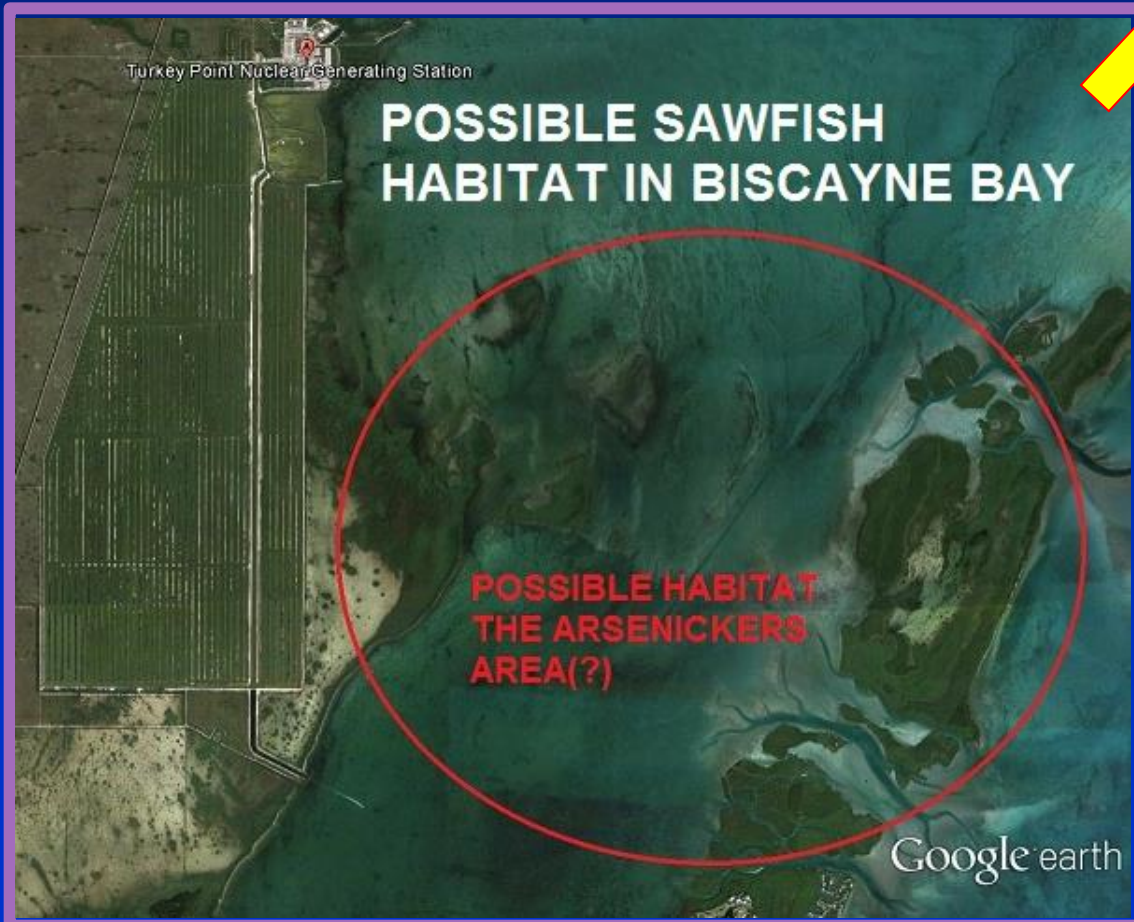 Turkey Point Nuclear Generating Station
POSSIBLE SAWFISH
HABITAT IN BISCAYNE BAY
POSSIBLE HABITAT
THE ARSENICKERS
AREA(?)
Google earth